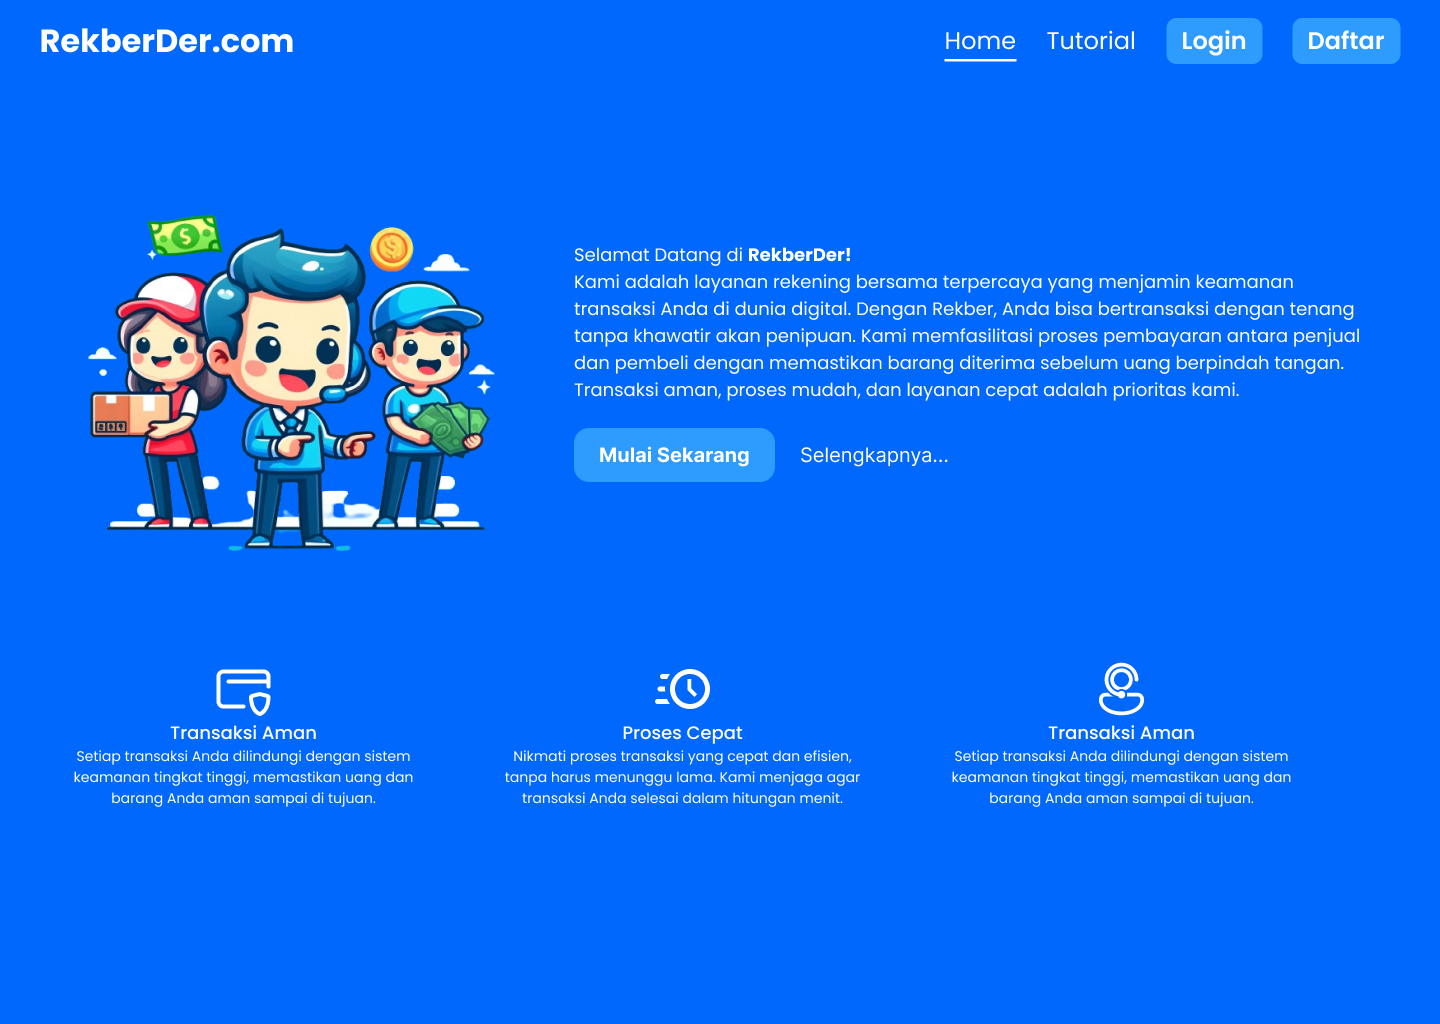 RekberDer.com
Home
Tutorial
Login
Daftar
Selamat Datang di RekberDer!
Kami adalah layanan rekening bersama terpercaya yang menjamin keamanan
transaksi Anda di dunia digital. Dengan Rekber, Anda bisa bertransaksi dengan tenang
tanpa khawatir akan penipuan. Kami memfasilitasi proses pembayaran antara penjual
dan pembeli dengan memastikan barang diterima sebelum uang berpindah tangan.
Transaksi aman, proses mudah, dan layanan cepat adalah prioritas kami.
Mulai Sekarang
Selengkapnya...
Transaksi Aman
Setiap transaksi Anda dilindungi dengan sistem
keamanan tingkat tinggi, memastikan uang dan
barang Anda aman sampai di tujuan.
Proses Cepat
Nikmati proses transaksi yang cepat dan efisien,
tanpa harus menunggu lama. Kami menjaga agar
transaksi Anda selesai dalam hitungan menit.
Transaksi Aman
Setiap transaksi Anda dilindungi dengan sistem
keamanan tingkat tinggi, memastikan uang dan
barang Anda aman sampai di tujuan.